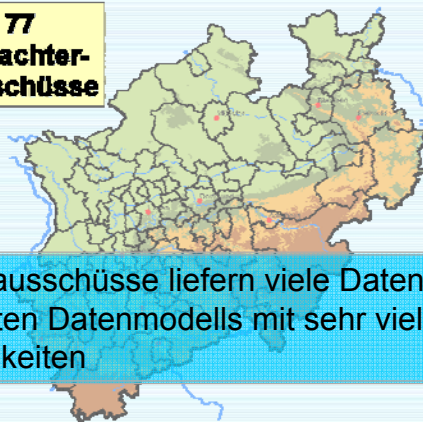 77
achter-
schüsse
ausschüsse liefern viele Daten
ten Datenmodells mit sehr viel
keiten